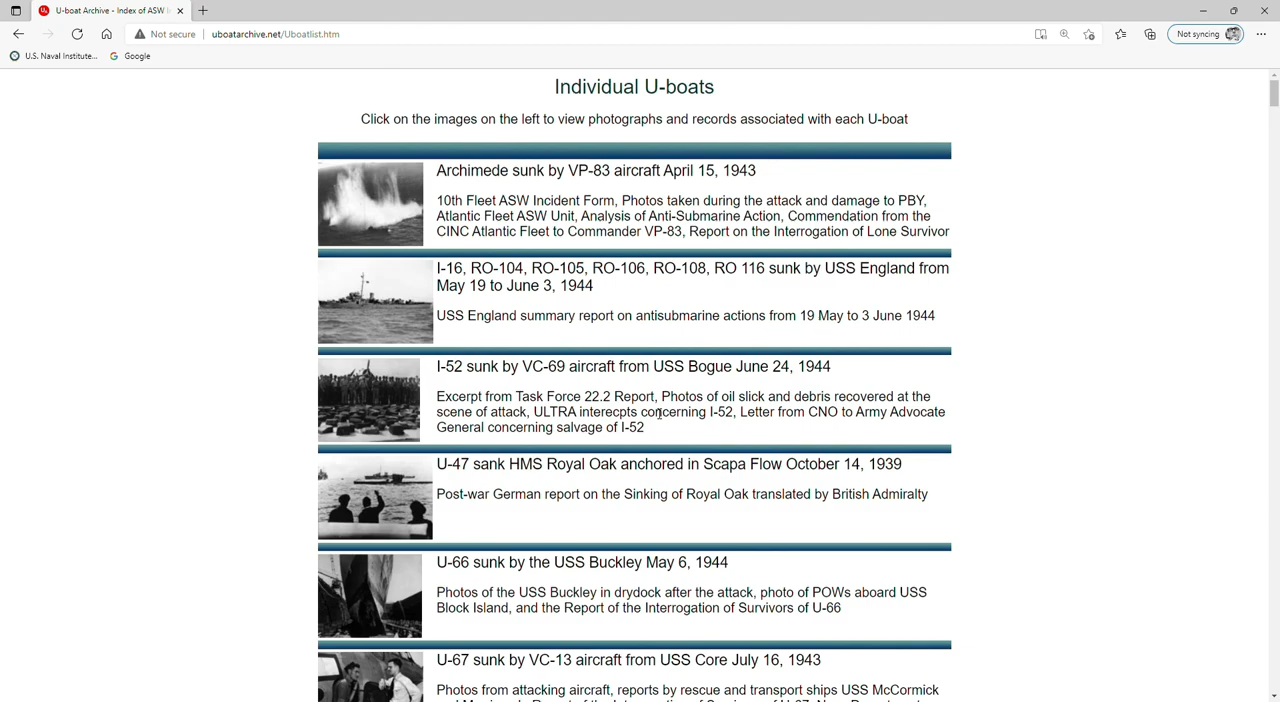 U-boat Archive - Index of ASW
Not secure
uboatarchive.net/Uboatlist.htm
Not syncing
U.S. Naval Institute...
Google
Individual U-boats
Click on the images on the left to view photographs and records associated with each U-boat
Archimede sunk by VP-83 aircraft April 15, 1943
10th Fleet ASW Incident Form, Photos taken during the attack and damage to PBY,
Atlantic Fleet ASW Unit, Analysis of Anti-Submarine Action, Commendation from the
CINC Atlantic Fleet to Commander VP-83, Report on the Interrogation of Lone Survivor
I-16, RO-104, RO-105, RO-106, RO-108, RO 116 sunk by USS England from
May 19 to June 3, 1944
USS England summary report on antisubmarine actions from 19 May to 3 June 1944
I-52 sunk by VC-69 aircraft from USS Bogue June 24, 1944
Excerpt from Task Force 22.2 Report, Photos of oil slick and debris recovered at the
scene of attack, ULTRA interecpts concerning I-52, Letter from CNO to Army Advocate
General concerning salvage of I-52
U-47 sank HMS Royal Oak anchored in Scapa Flow October 14, 1939
Post-war German report on the Sinking of Royal Oak translated by British Admiralty
U-66 sunk by the USS Buckley May 6, 1944
Photos of the USS Buckley in drydock after the attack, photo of POWs aboard USS
Block Island, and the Report of the Interrogation of Survivors of U-66
U-67 sunk by VC-13 aircraft from USS Core July 16, 1943
Photos from attacking aircraft, reports by rescue and transport ships USS McCormick